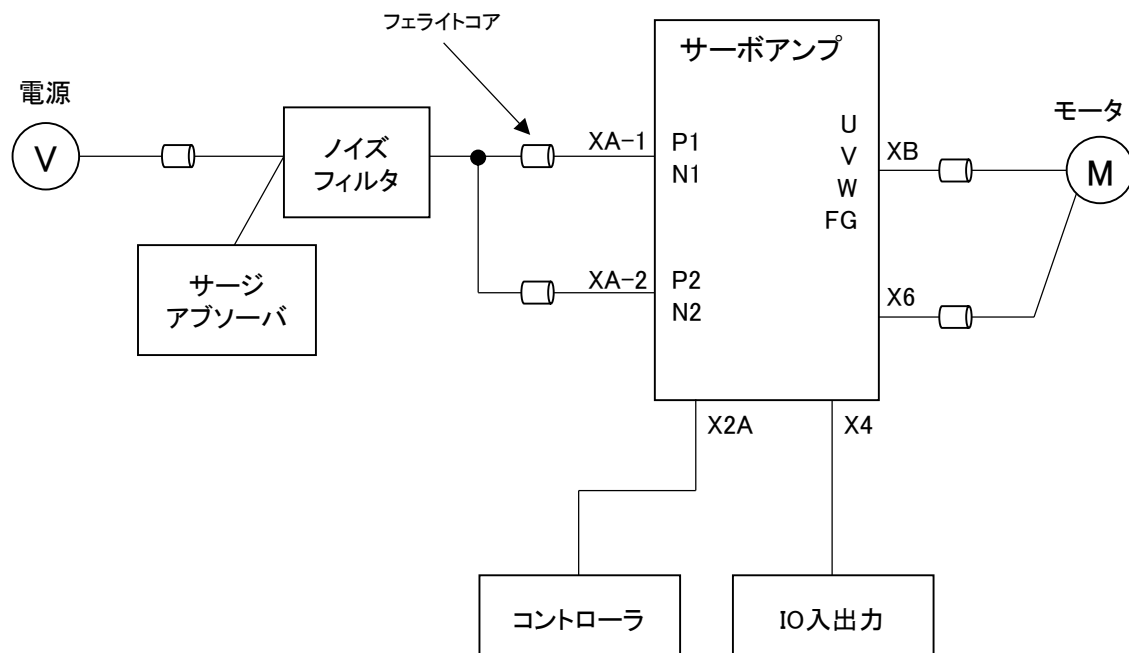 フェライトコア
サーボアンプ
電源
モータ
V
ノイズ
フィルタ
XA-1
P1
N1
U
V
W
FG
XB
M
サージ
アブソーバ
XA-2
P2
N2
X6
X2A
X4
コントローラ
IO入出力